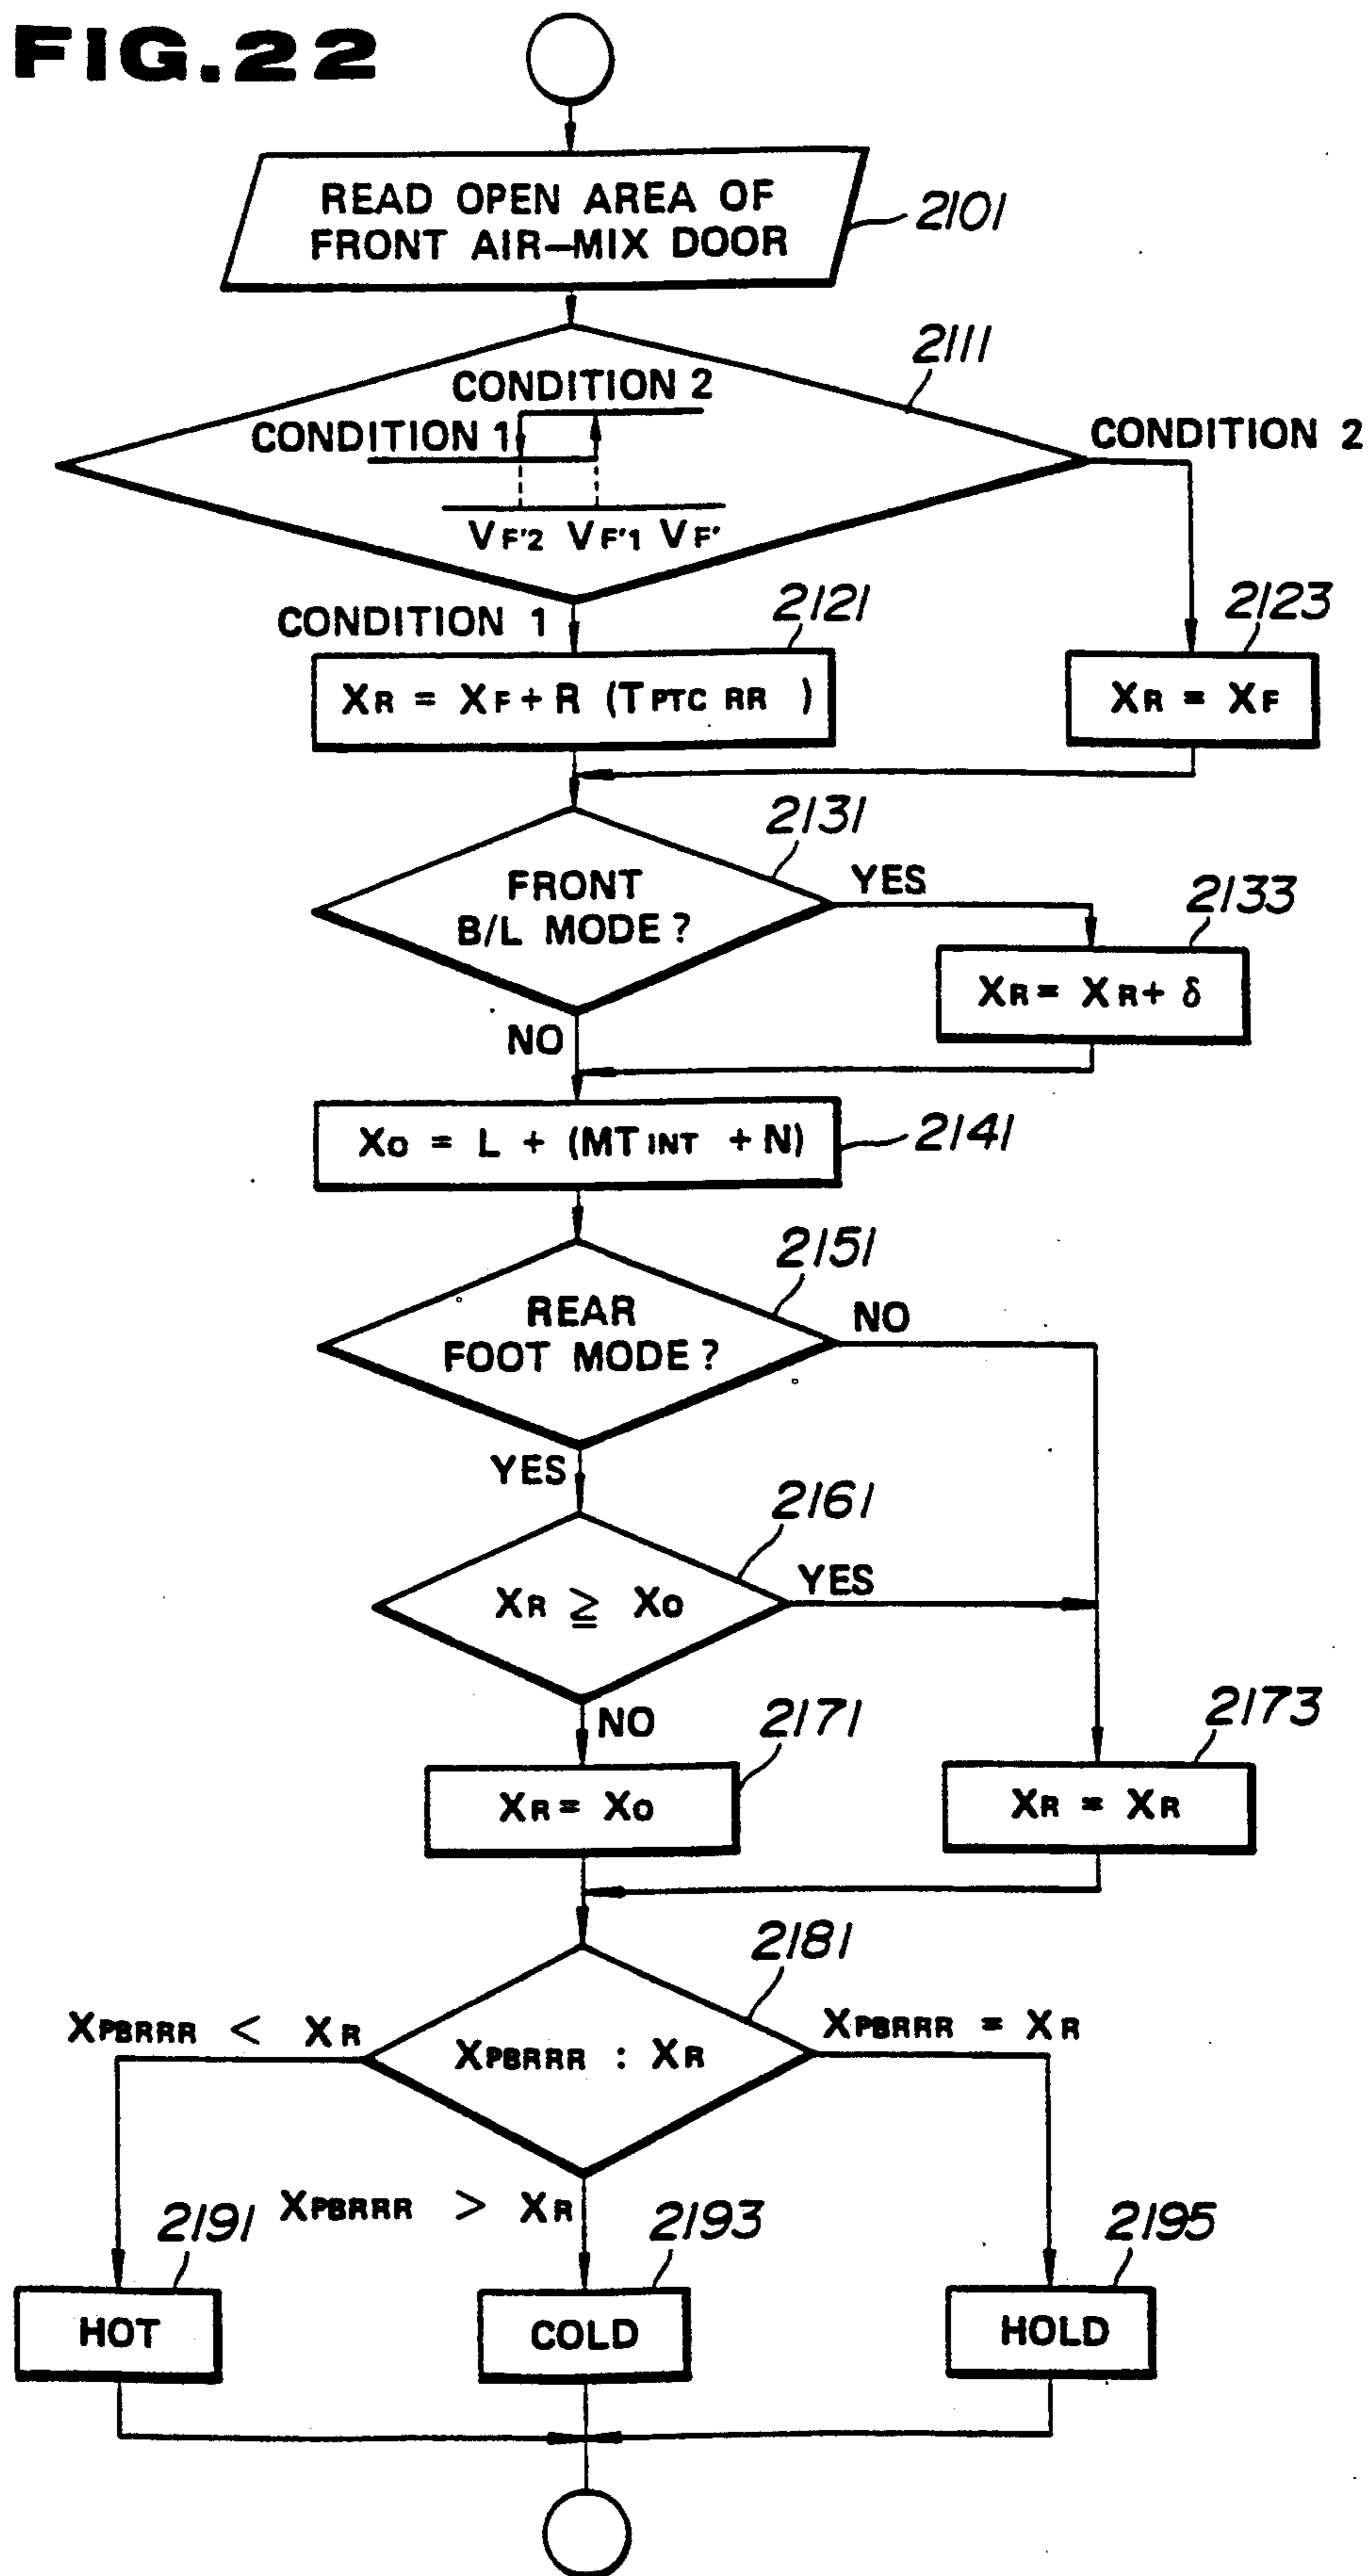 FIG.22
READ OPEN AREA OF
FRONT AIR-MIX DOOR
2101
2111
CONDITION 2
CONDITION 1
CONDITION 2
VF'2 VF'1 VF'
CONDITION 1
2121
2123
XR = XF + R (TPTC RR )
XR = XF
2131
FRONT
B/L MODE?
YES
2133
XR = XR + δ
NO
XO = L + (MTINT + N)
2141
2151
REAR
FOOT MODE?
NO
YES
2161
XR ≧ XO
YES
NO
2171
2173
XR = XO
XR = XR
2181
XPBRRR < XR
XPBRRR : XR
XPBRRR = XR
XPBRRR > XR
2191
2193
2195
HOT
COLD
HOLD